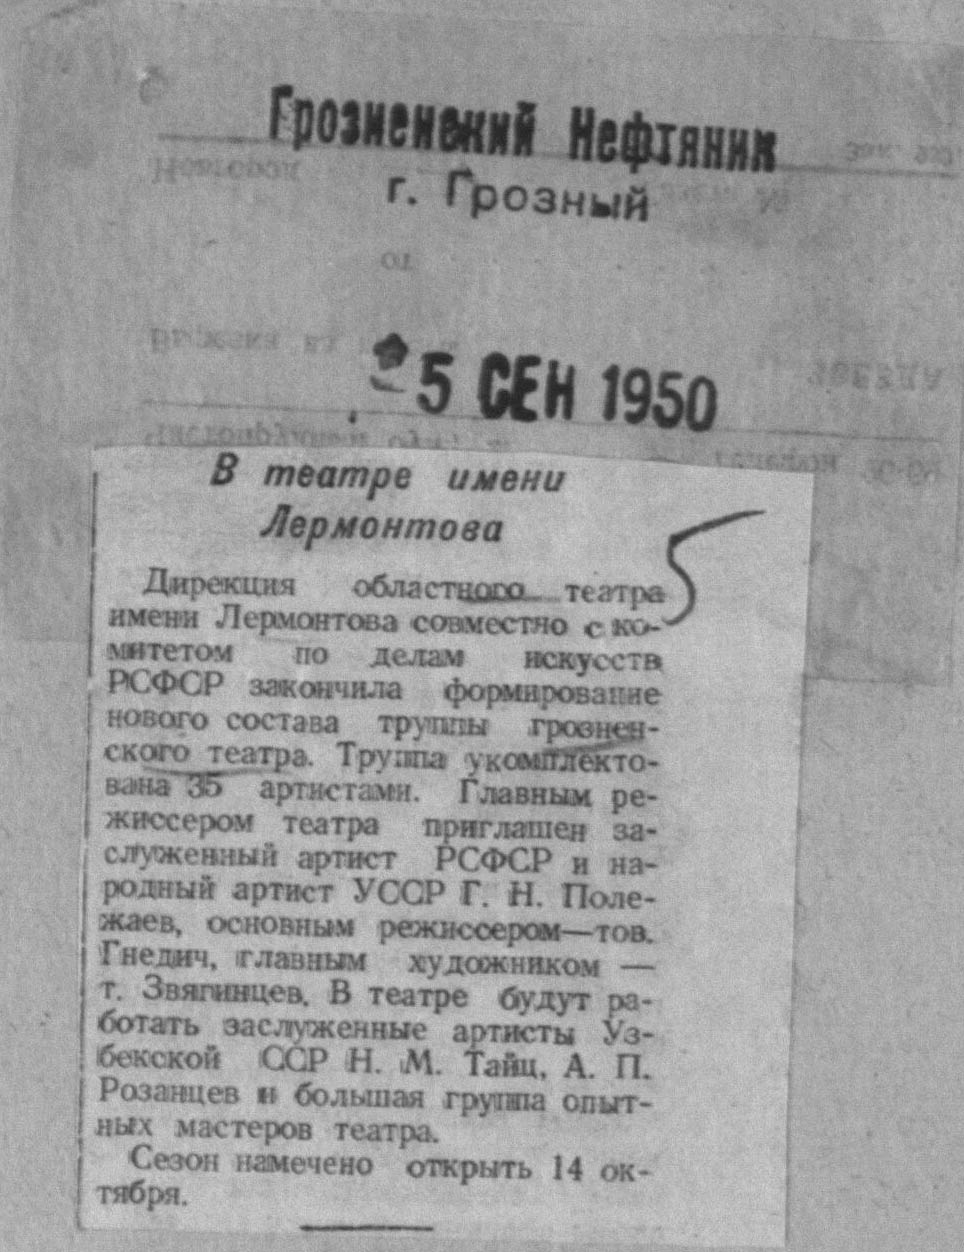 Грозненский Нефтяник
г. Грозный
5 СЕН 1950
В театре имени
Лермонтова
Дирекция областного театра
имени Лермонтова совместно с ко-
митетом по делам искусств
РСФСР закончила формирование
нового состава труппы грознен-
ского театра. Труппа укомплекто-
вана 35 артистами. Главным ре-
жиссером театра приглашен за-
служенный артист РСФСР и на-
родный артист УССР Г. Н. Поле-
жаев, основным режиссером—тов.
Гнедич, главным художником —
т. Звягинцев. В театре будут ра-
ботать заслуженные артисты Уз-
бекской ССР Н. М. Тайц, А. П.
Розанцев и большая группа опыт-
ных мастеров театра.
Сезон намечено открыть 14 ок-
тября.